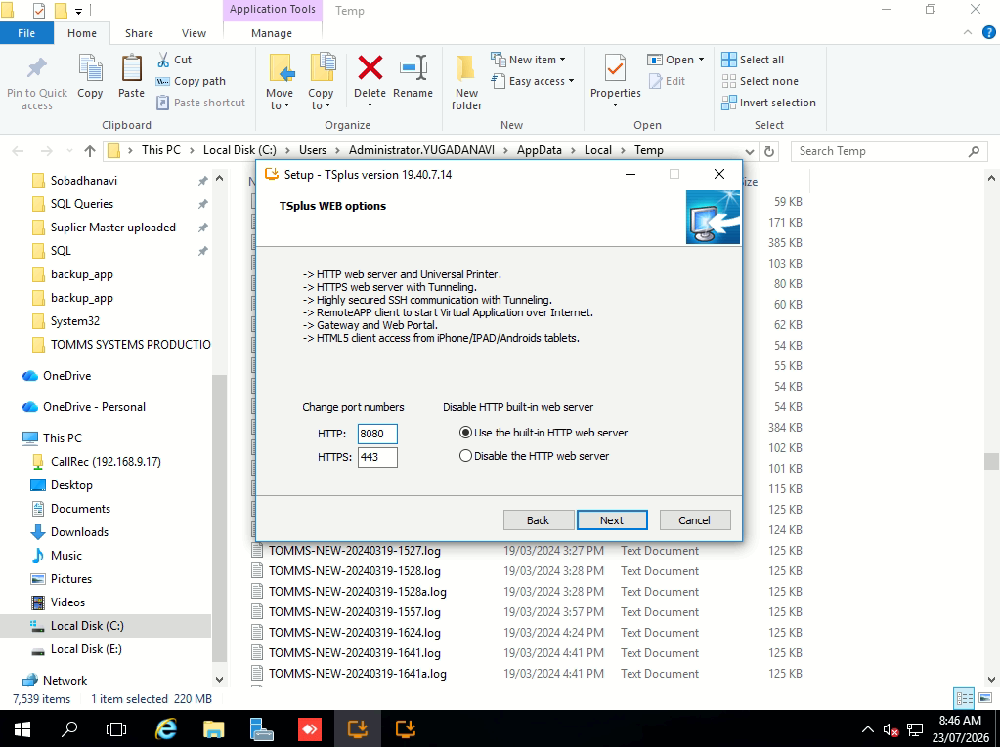 Application Tools
Temp
File
Home
Share
View
Manage
Pin to Quick access
Copy
Paste
Cut
Copy path
Paste shortcut
Clipboard
Move to
Copy to
Delete
Rename
Organize
New folder
New item
Easy access
New
Properties
Open
Edit
Open
Select all
Select none
Invert selection
Select
This PC > Local Disk (C:) > Users > Administrator.YUGADANAVI > AppData > Local > Temp
Search Temp
Sobadhanavi
SQL Queries
Suplier Master uploaded
SQL
backup_app
backup_app
System32
TOMMS SYSTEMS PRODUCTIO
OneDrive
OneDrive - Personal
This PC
CallRec (192.168.9.17)
Desktop
Documents
Downloads
Music
Pictures
Videos
Local Disk (C:)
Local Disk (E:)
Network
Setup - TSplus version 19.40.7.14
TSplus WEB options
-> HTTP web server and Universal Printer.
-> HTTPS web server with Tunneling.
-> Highly secured SSH communication with Tunneling.
-> RemoteAPP client to start Virtual Application over Internet.
-> Gateway and Web Portal.
-> HTML5 client access from iPhone/IPAD/Androids tablets.
Change port numbers
Disable HTTP built-in web server
HTTP: 8080
Use the built-in HTTP web server
HTTPS: 443
Disable the HTTP web server
Back
Next
Cancel
59 KB
171 KB
385 KB
103 KB
80 KB
60 KB
62 KB
54 KB
55 KB
54 KB
54 KB
384 KB
102 KB
101 KB
115 KB
125 KB
124 KB
TOMMS-NEW-20240319-1527.log 19/03/2024 3:27 PM Text Document 125 KB
TOMMS-NEW-20240319-1528.log 19/03/2024 3:28 PM Text Document 125 KB
TOMMS-NEW-20240319-1528a.log 19/03/2024 3:28 PM Text Document 125 KB
TOMMS-NEW-20240319-1557.log 19/03/2024 3:57 PM Text Document 125 KB
TOMMS-NEW-20240319-1624.log 19/03/2024 4:24 PM Text Document 125 KB
TOMMS-NEW-20240319-1641.log 19/03/2024 4:41 PM Text Document 125 KB
TOMMS-NEW-20240319-1641a.log 19/03/2024 4:41 PM Text Document 125 KB
7,539 items
1 item selected 220 MB
8:46 AM
23/07/2026